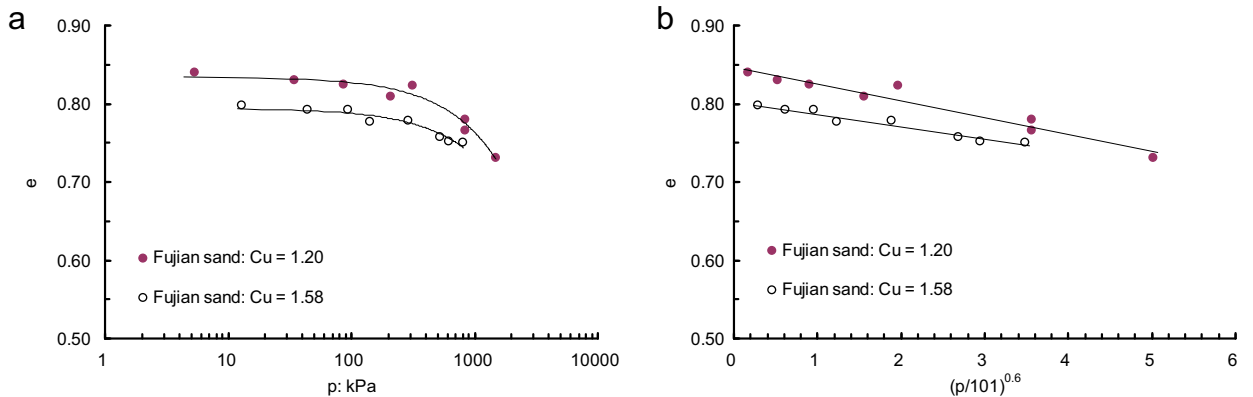 a
0.90
0.80
0.70
0.60
0.50
e
Fujian sand: Cu = 1.20
Fujian sand: Cu = 1.58
1
10
100
1000
10000
p: kPa
b
0.90
0.80
0.70
0.60
0.50
e
Fujian sand: Cu = 1.20
Fujian sand: Cu = 1.58
0
1
2
3
4
5
6
(p/101)^0.6